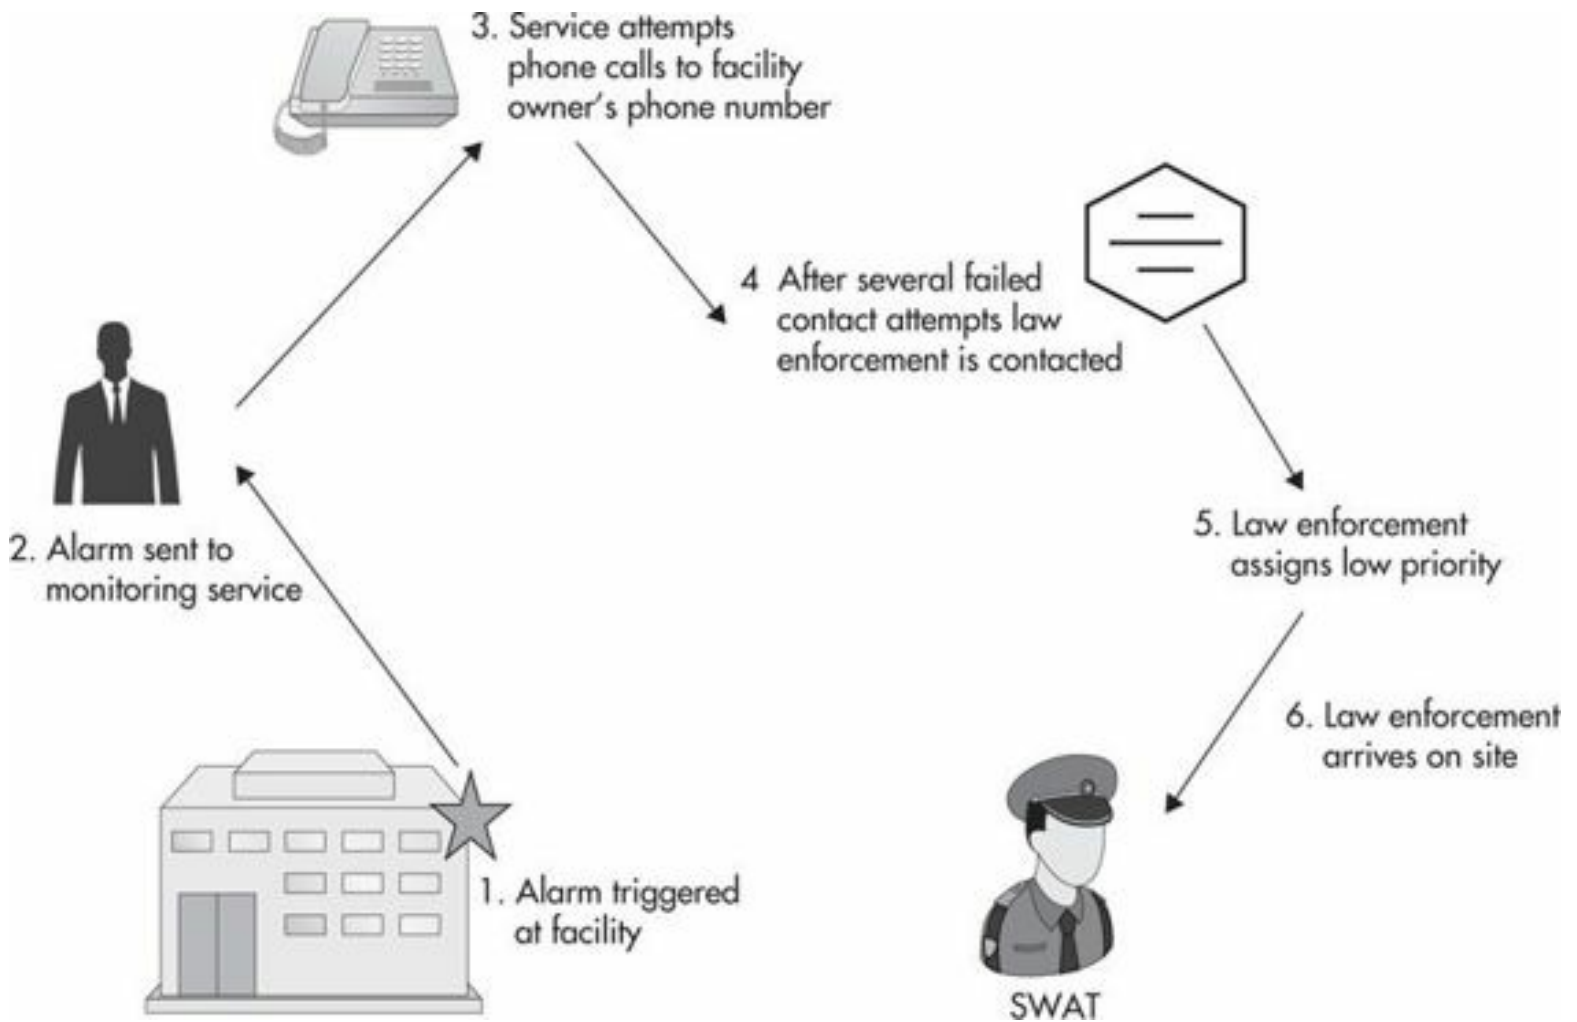 3. Service attempts
phone calls to facility
owner's phone number
4 After several failed
contact attempts law
enforcement is contacted
5. Law enforcement
assigns low priority
2. Alarm sent to
monitoring service
6. Law enforcement
arrives on site
1. Alarm triggered
at facility
SWAT